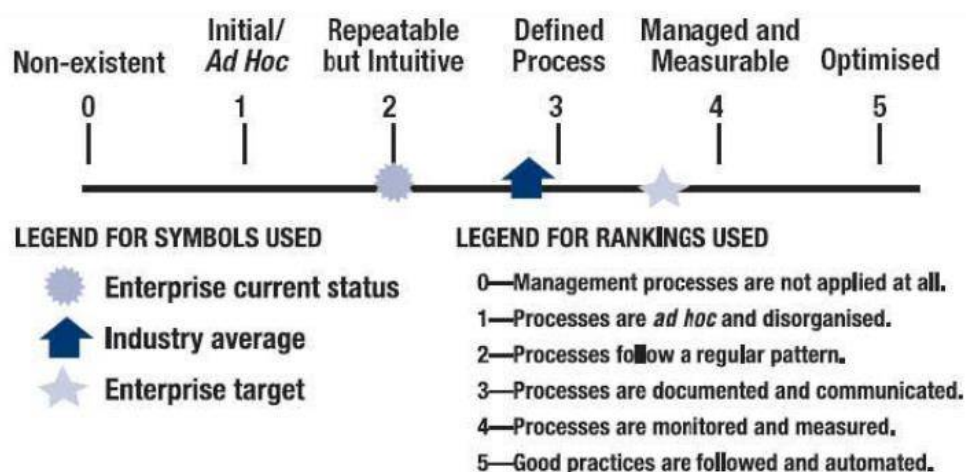 Non-existent
Initial/
Ad Hoc
Repeatable
but Intuitive
Defined
Process
Managed and
Measurable
Optimised
0
1
2
3
4
5
LEGEND FOR SYMBOLS USED
Enterprise current status
Industry average
Enterprise target
LEGEND FOR RANKINGS USED
0—Management processes are not applied at all.
1—Processes are ad hoc and disorganised.
2—Processes follow a regular pattern.
3—Processes are documented and communicated.
4—Processes are monitored and measured.
5—Good practices are followed and automated.